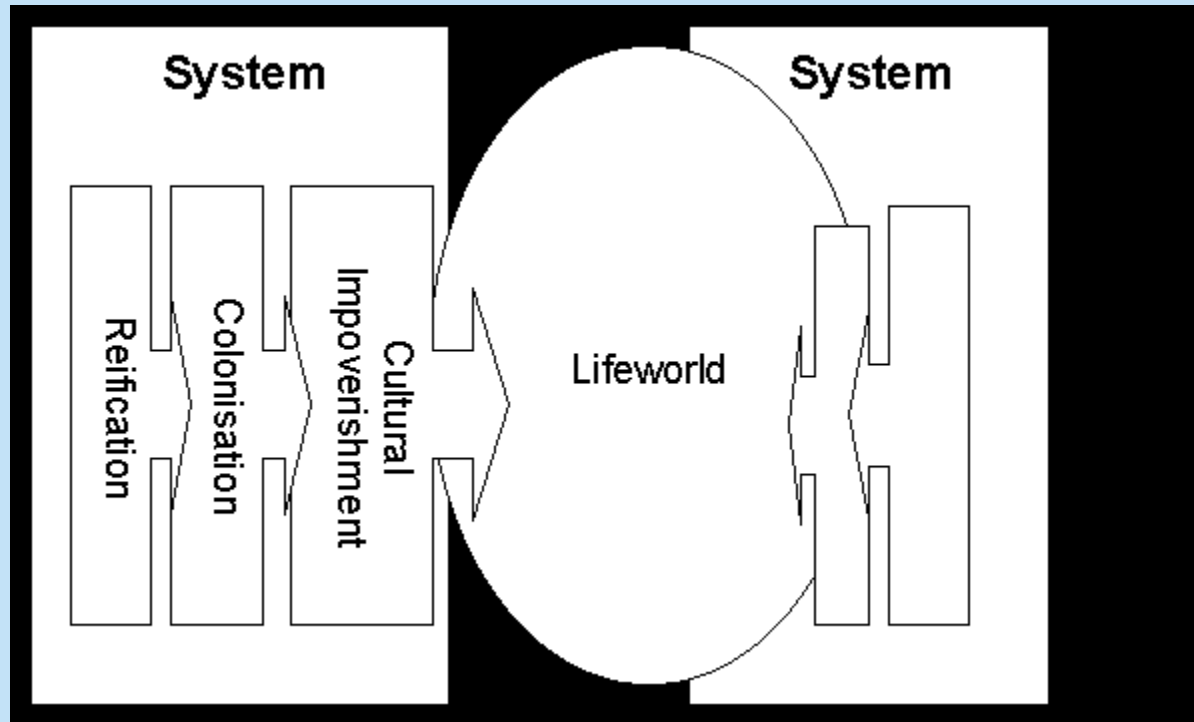 System
System
Reification
Colonisation
Cultural
Impoverishment
Lifeworld